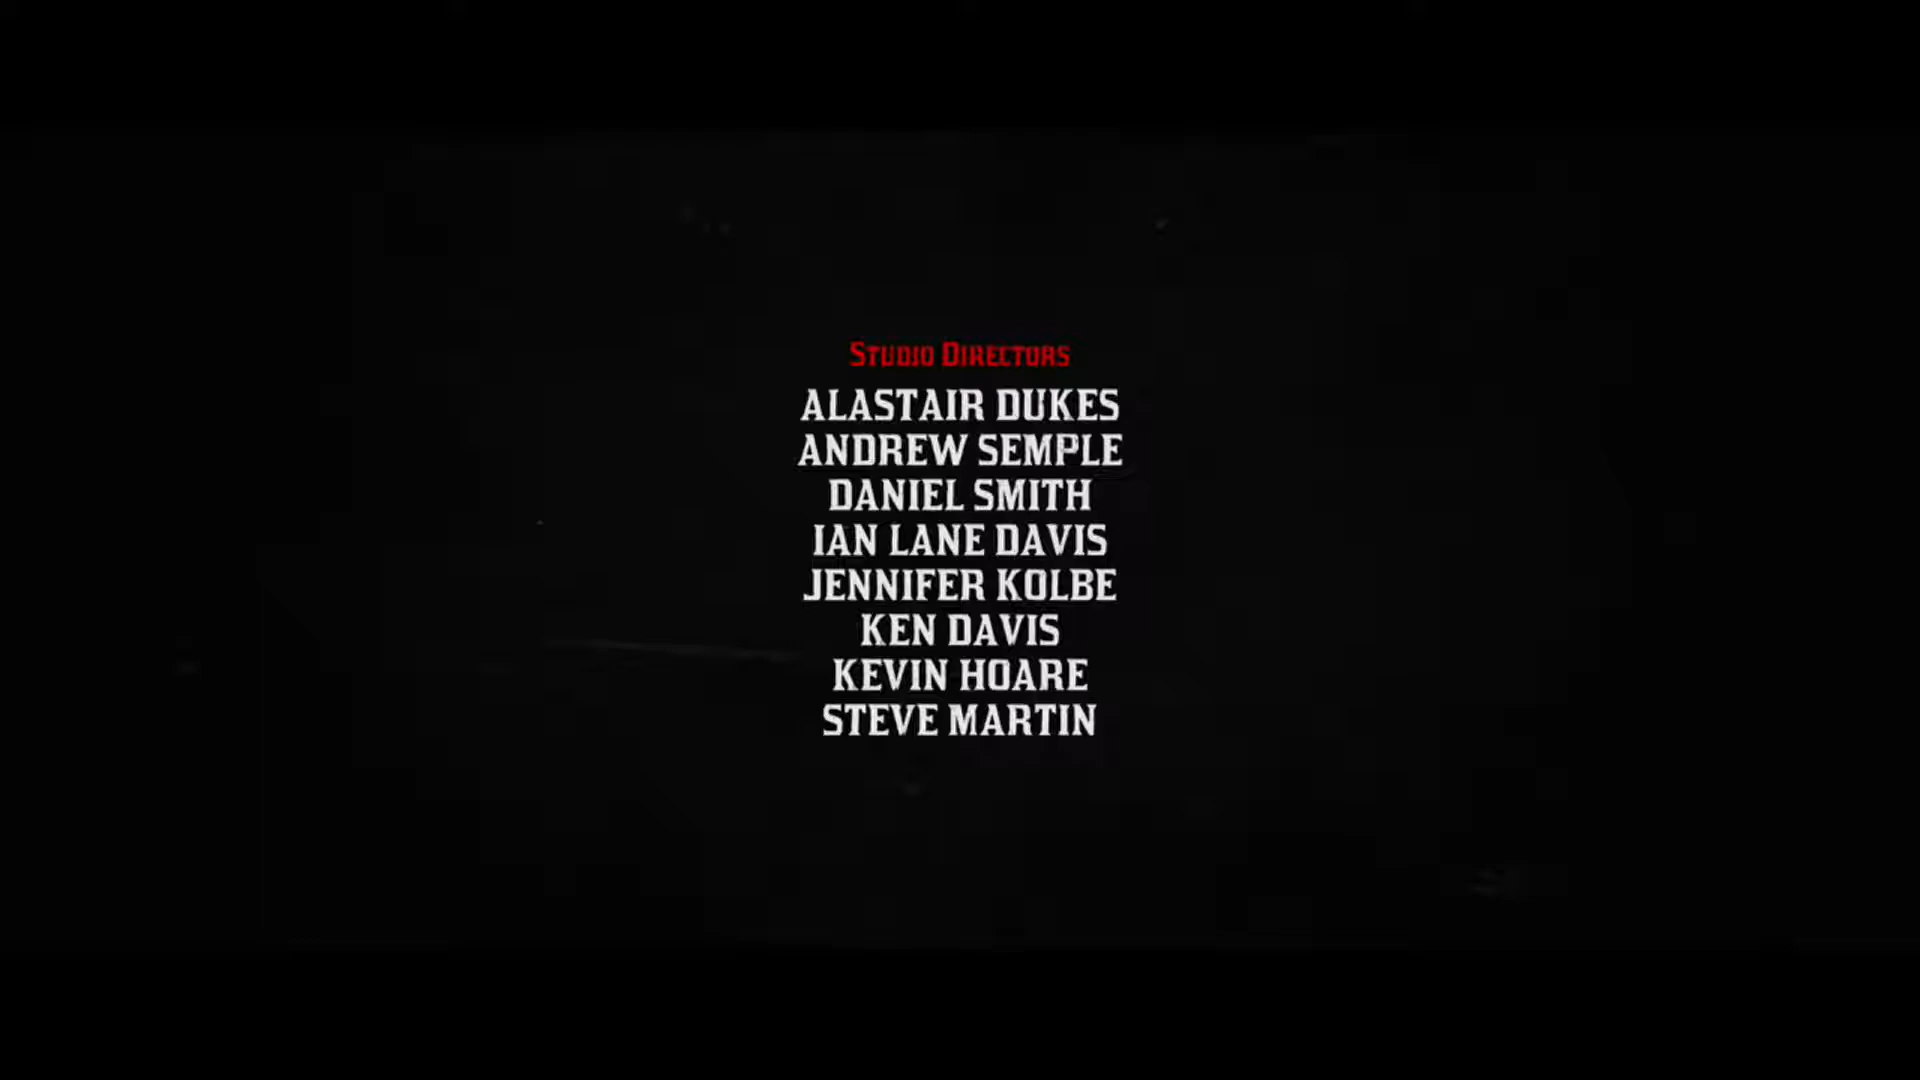 Studio Directors
ALASTAIR DUKES
ANDREW SEMPLE
DANIEL SMITH
IAN LANE DAVIS
JENNIFER KOLBE
KEN DAVIS
KEVIN HOARE
STEVE MARTIN